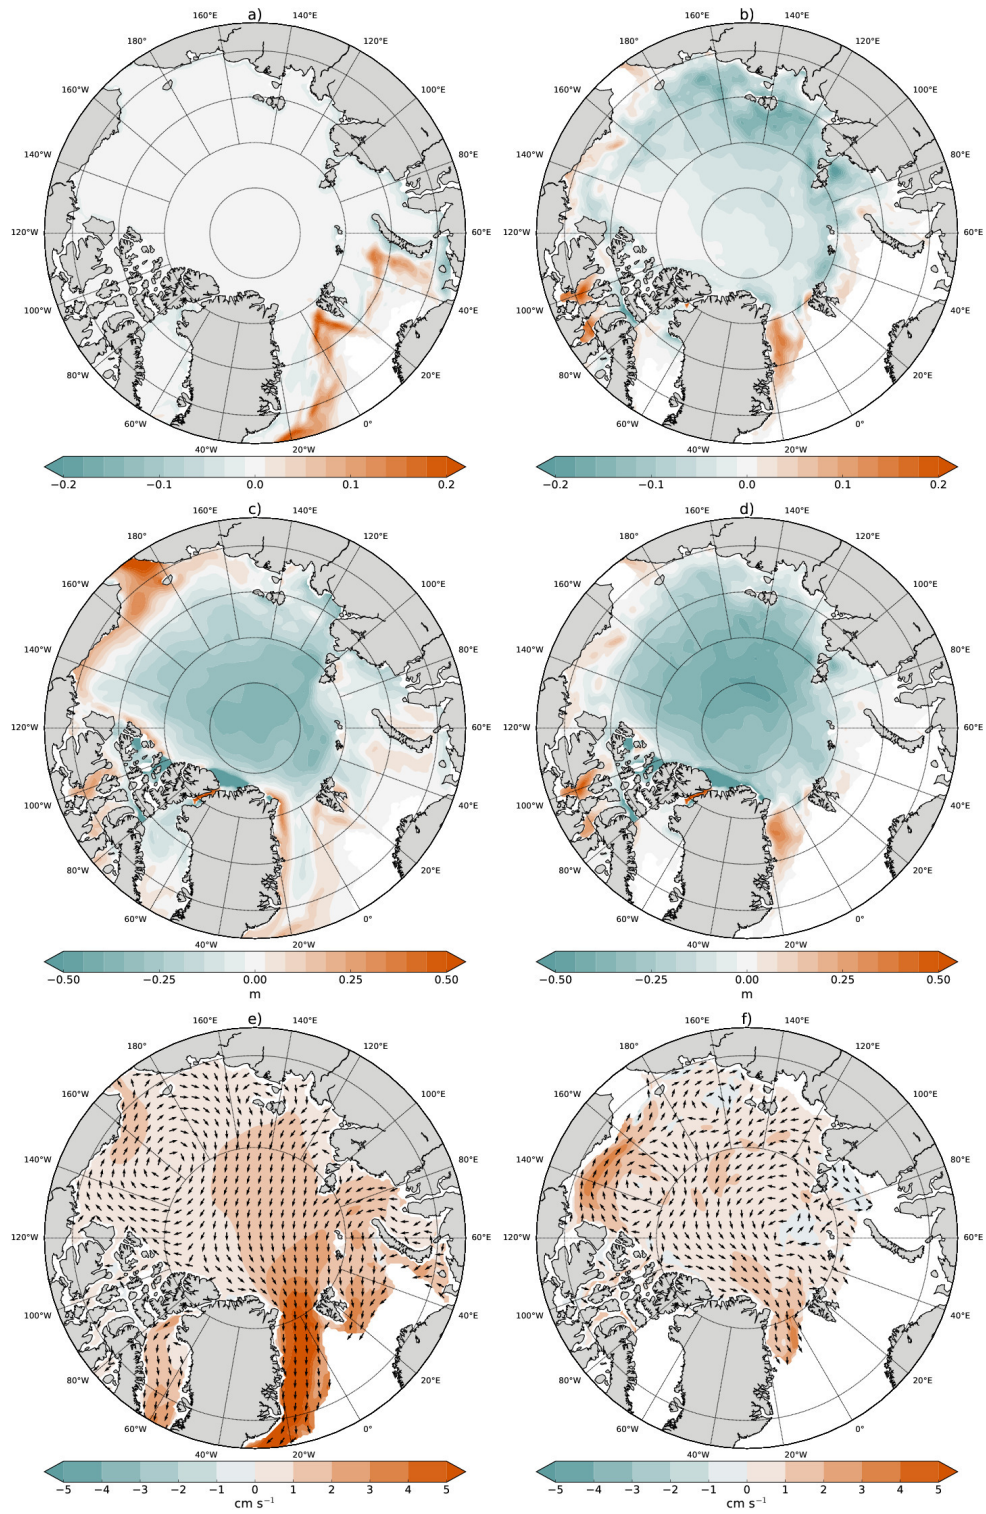 a) b)
160°E 140°E 160°E 140°E
180° 120°E 180° 120°E
160°W 100°E 160°W 100°E
140°W 80°E 140°W 80°E
120°W 60°E 120°W 60°E
100°W 40°E 100°W 40°E
80°W 20°E 80°W 20°E
60°W 0° 60°W 0°
40°W 20°W 40°W 20°W
−0.2 −0.1 0.0 0.1 0.2 −0.2 −0.1 0.0 0.1 0.2
c) d)
160°E 140°E 160°E 140°E
180° 120°E 180° 120°E
160°W 100°E 160°W 100°E
140°W 80°E 140°W 80°E
120°W 60°E 120°W 60°E
100°W 40°E 100°W 40°E
80°W 20°E 80°W 20°E
60°W 0° 60°W 0°
40°W 20°W 40°W 20°W
−0.50 −0.25 0.00 0.25 0.50 −0.50 −0.25 0.00 0.25 0.50
m m
e) f)
160°E 140°E 160°E 140°E
180° 120°E 180° 120°E
160°W 100°E 160°W 100°E
140°W 80°E 140°W 80°E
120°W 60°E 120°W 60°E
100°W 40°E 100°W 40°E
80°W 20°E 80°W 20°E
60°W 0° 60°W 0°
40°W 20°W 40°W 20°W
−5 −4 −3 −2 −1 0 1 2 3 4 5 −5 −4 −3 −2 −1 0 1 2 3 4 5
cm s⁻¹ cm s⁻¹